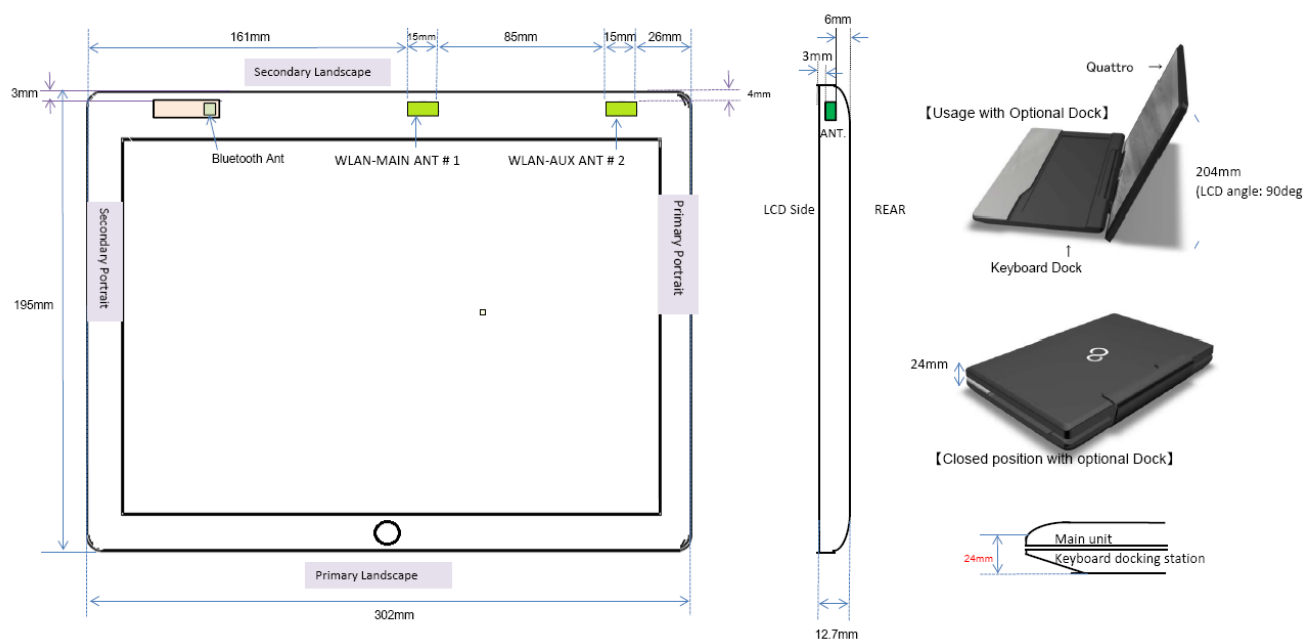 161mm
15mm
85mm
15mm
26mm
6mm
3mm
Secondary Landscape
3mm
4mm
Bluetooth Ant
WLAN-MAIN ANT # 1
WLAN-AUX ANT # 2
Secondary Portrait
Primary Portrait
195mm
Primary Landscape
302mm
ANT.
LCD Side
REAR
12.7mm
Quattro →
【Usage with Optional Dock】
204mm
(LCD angle: 90deg
↑
Keyboard Dock
24mm
【Closed position with optional Dock】
Main unit
Keyboard docking station
24mm